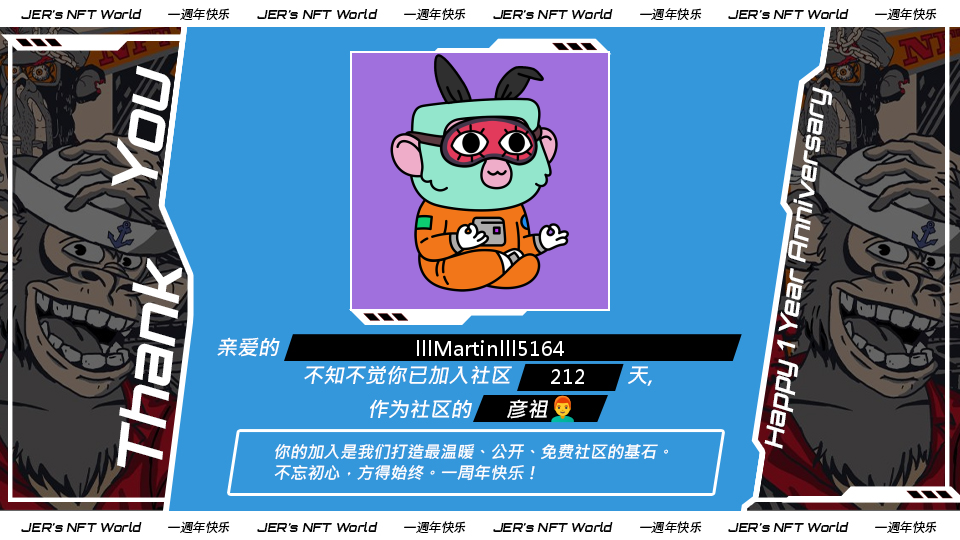 JER's NFT World 一週年快乐 JER's NFT World 一週年快乐 JER's NFT World 一週年快乐 JER's NFT World 一週年快乐
Thank You
亲爱的 lllMartinlll5164
不知不觉你已加入社区 212 天,
作为社区的 彦祖👨‍🦰
你的加入是我们打造最温暖、公开、免费社区的基石。
不忘初心，方得始终。一周年快乐！
Happy 1 Year Anniversary
JER's NFT World 一週年快乐 JER's NFT World 一週年快乐 JER's NFT World 一週年快乐 JER's NFT World 一週年快乐